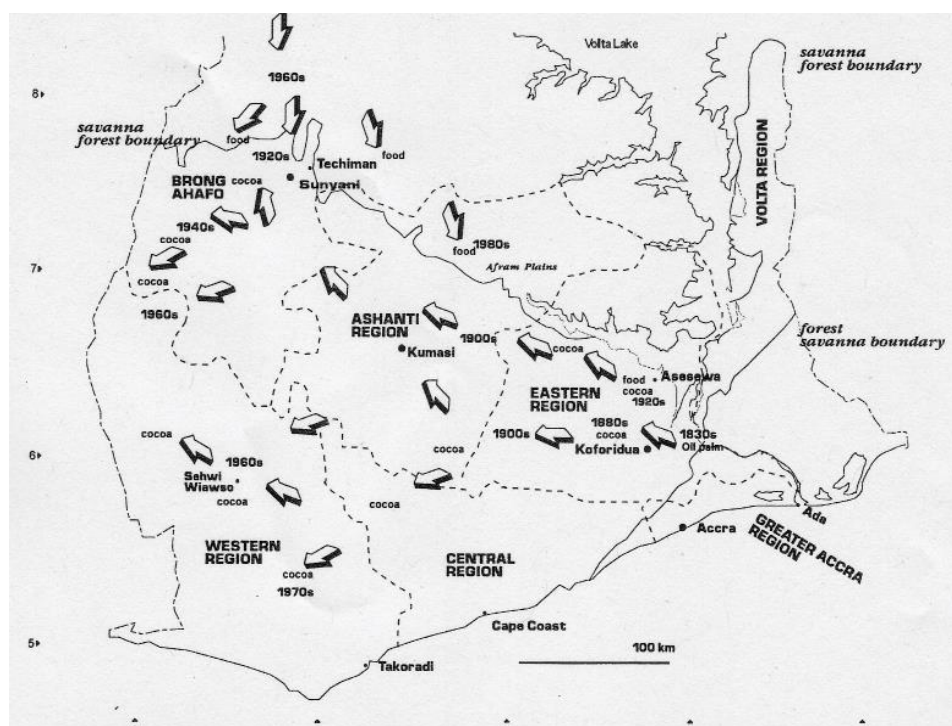 Volta Lake
savanna
forest boundary
8
1960s
savanna
forest boundary
food
food
1920s
Techiman
cocoa
Sunyani
BRONG
AHAFO
VOLTA REGION
1940s
cocoa
1980s
food
7
Afram Plains
cocoa
1960s
ASHANTI
REGION
1900s
Kumasi
cocoa
forest
savanna boundary
food
cocoa
1920s
Asesewa
EASTERN
REGION
1880s
cocoa
1900s
Koforidua
1830s
Oil palm
cocoa
cocoa
6
1960s
Sehwi
Wiawso
cocoa
cocoa
Ada
Accra
GREATER ACCRA
REGION
WESTERN
REGION
CENTRAL
REGION
cocoa
1970s
Cape Coast
5
100 km
Takoradi